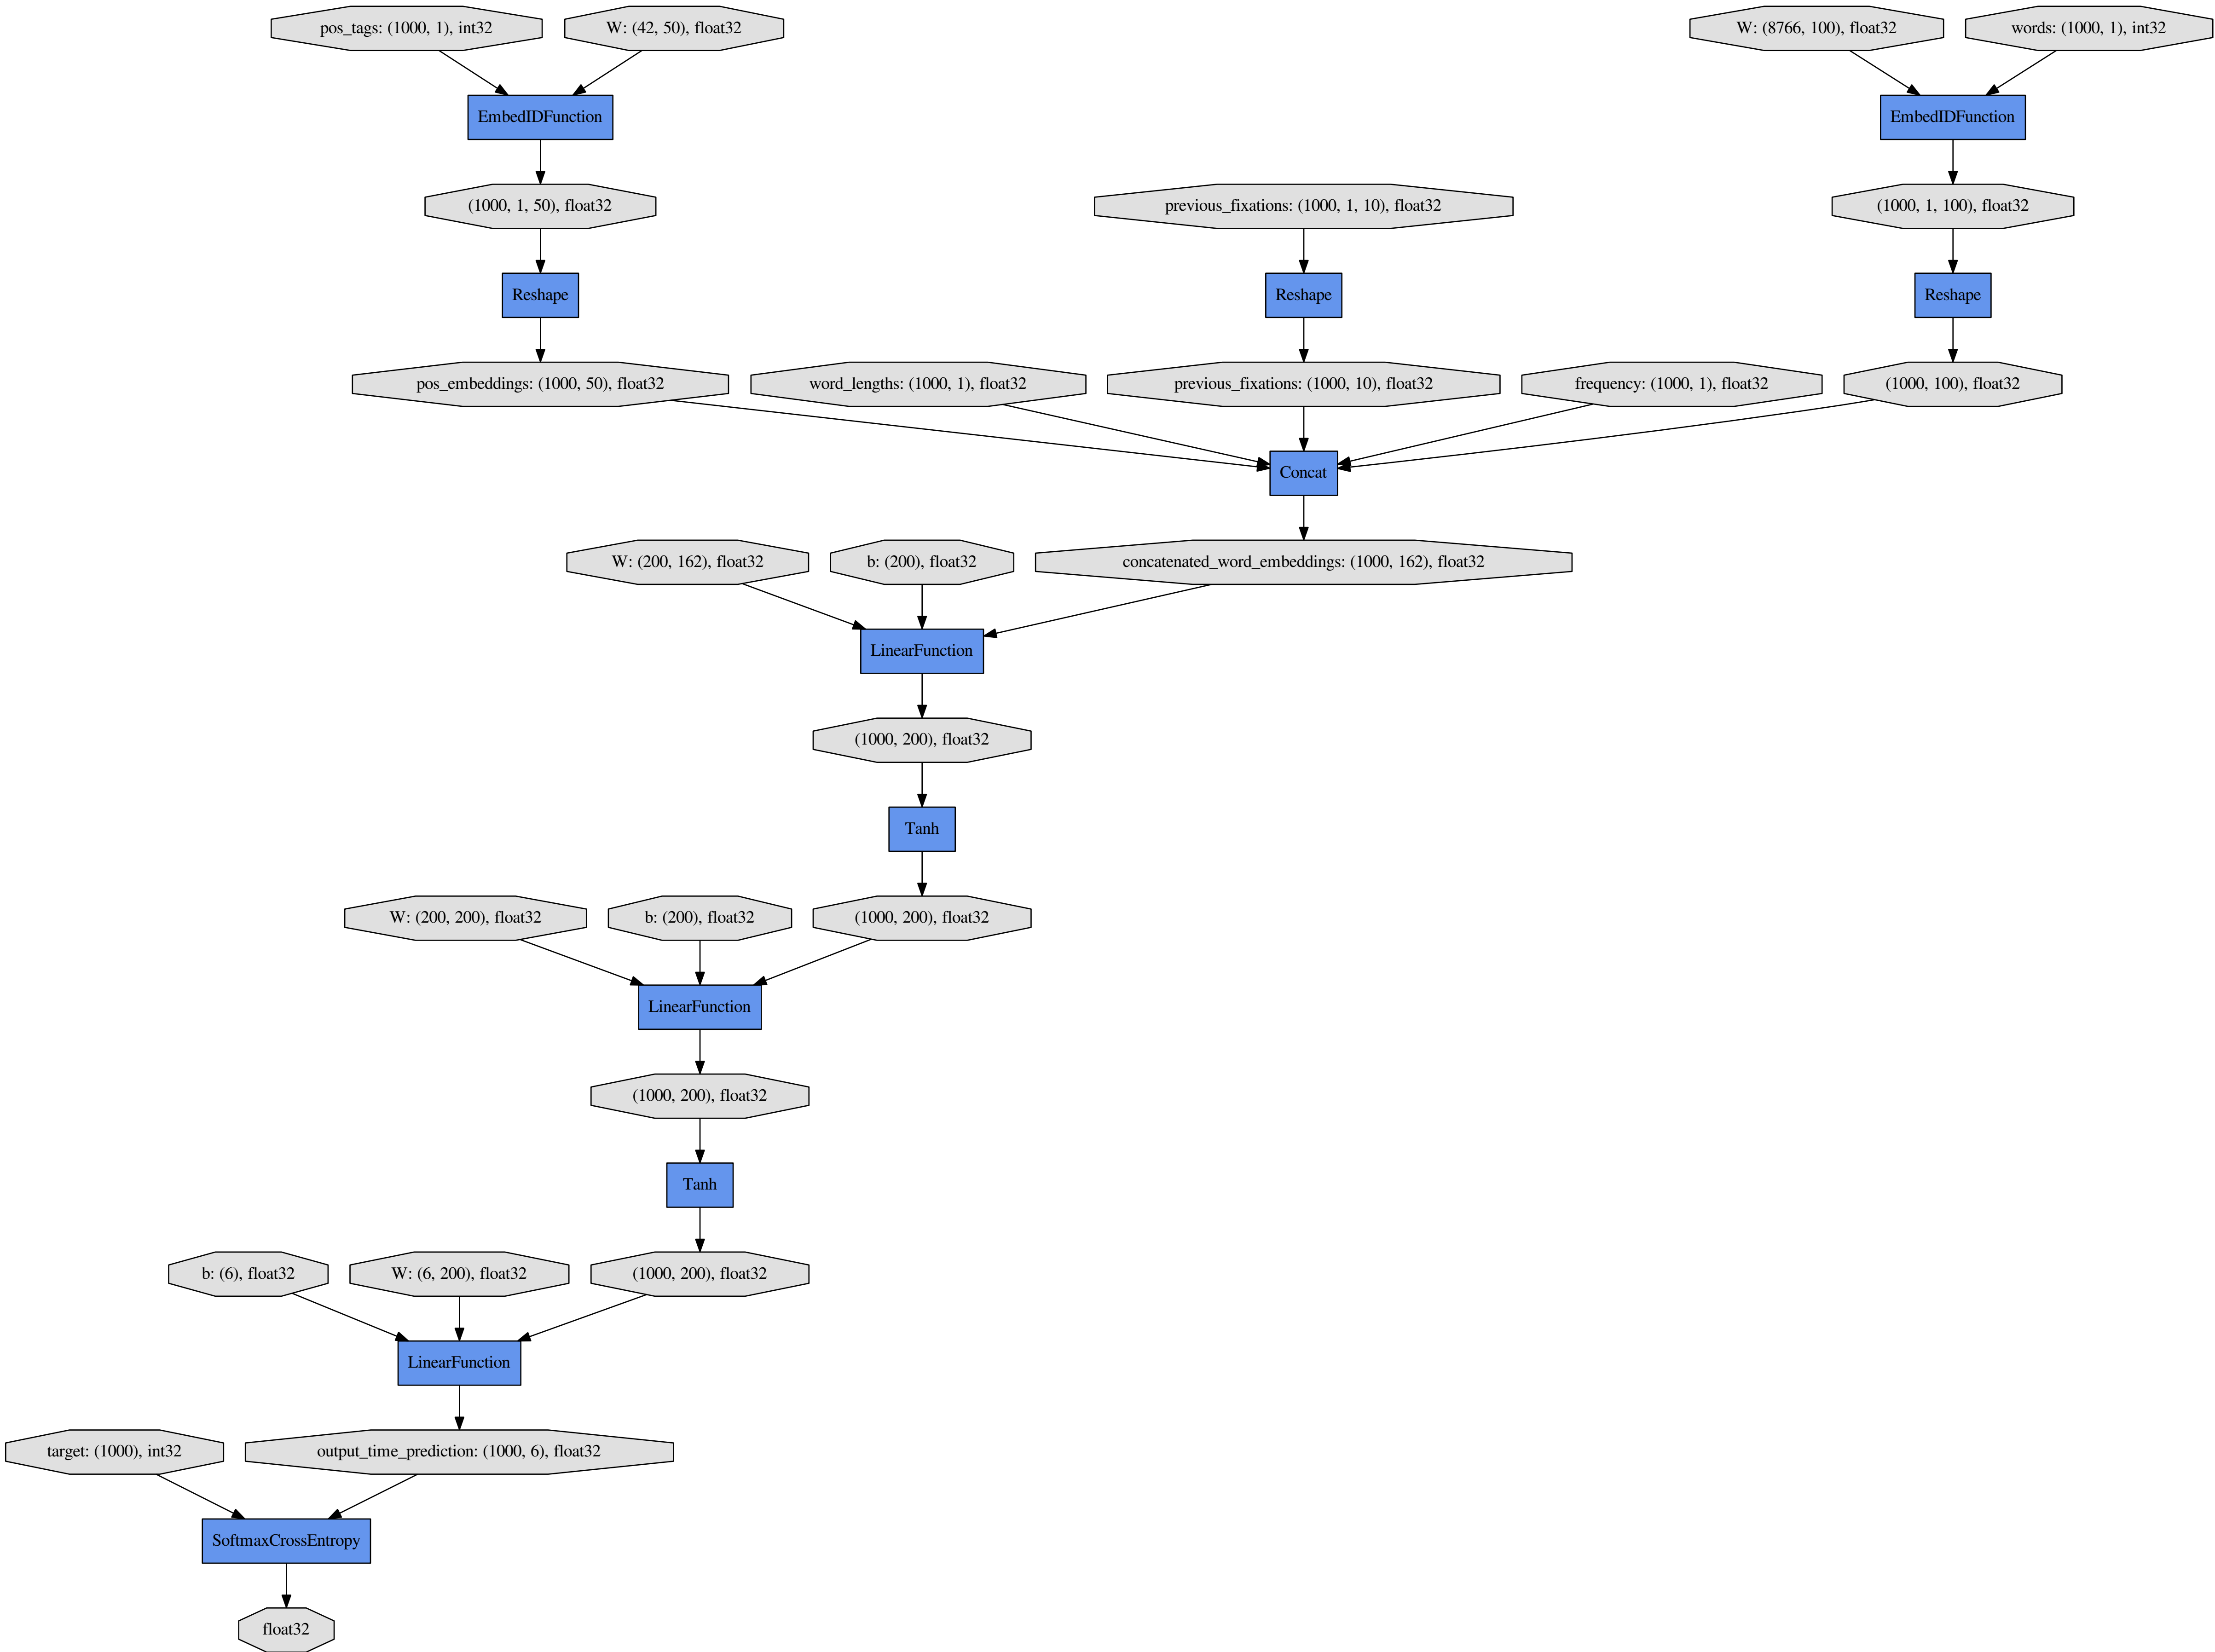 pos_tags: (1000, 1), int32
W: (42, 50), float32
W: (8766, 100), float32
words: (1000, 1), int32
EmbedIDFunction
EmbedIDFunction
(1000, 1, 50), float32
previous_fixations: (1000, 1, 10), float32
(1000, 1, 100), float32
Reshape
Reshape
Reshape
pos_embeddings: (1000, 50), float32
word_lengths: (1000, 1), float32
previous_fixations: (1000, 10), float32
frequency: (1000, 1), float32
(1000, 100), float32
Concat
W: (200, 162), float32
b: (200), float32
concatenated_word_embeddings: (1000, 162), float32
LinearFunction
(1000, 200), float32
Tanh
W: (200, 200), float32
b: (200), float32
(1000, 200), float32
LinearFunction
(1000, 200), float32
Tanh
b: (6), float32
W: (6, 200), float32
(1000, 200), float32
LinearFunction
target: (1000), int32
output_time_prediction: (1000, 6), float32
SoftmaxCrossEntropy
float32